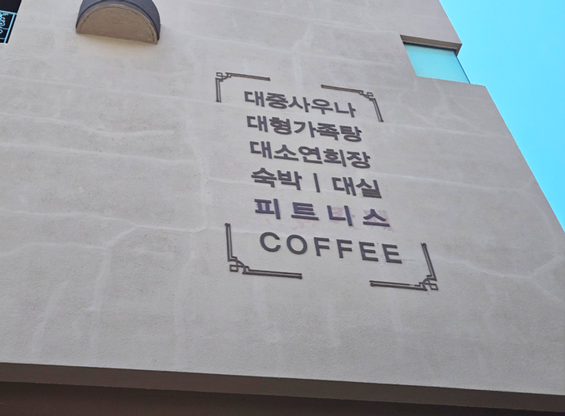 대중사우나
대형가족탕
대소연회장
숙박 | 대실
피트니스
COFFEE